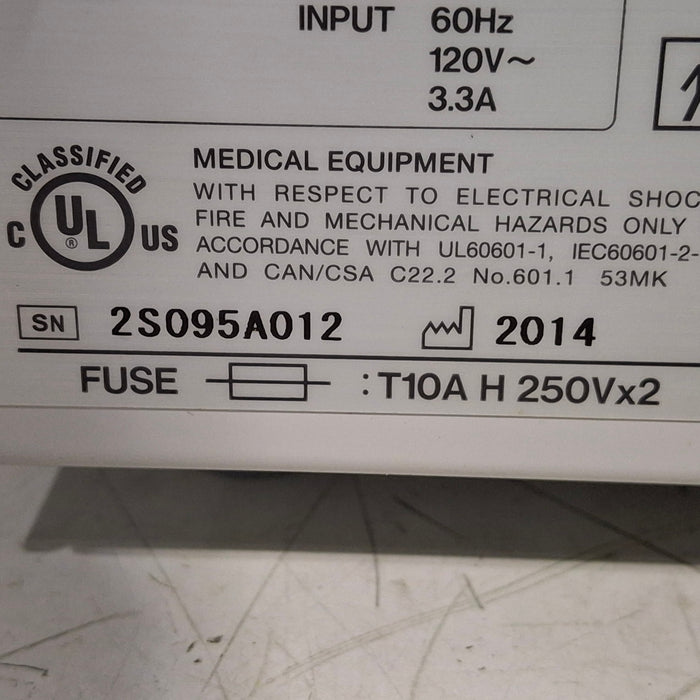 INPUT 60Hz
120V~
3.3A
CLASSIFIED
C UL® US
MEDICAL EQUIPMENT
WITH RESPECT TO ELECTRICAL SHOC
FIRE AND MECHANICAL HAZARDS ONLY
ACCORDANCE WITH UL60601-1, IEC60601-2-
AND CAN/CSA C22.2 No.601.1 53MK
SN 2S095A012 2014
FUSE : T10A H 250Vx2